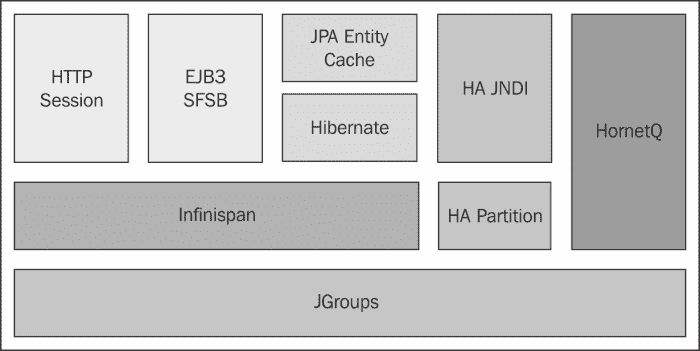 HTTP
Session
EJB3
SFSB
JPA Entity
Cache
Hibernate
HA JNDI
HornetQ
Infinispan
HA Partition
JGroups